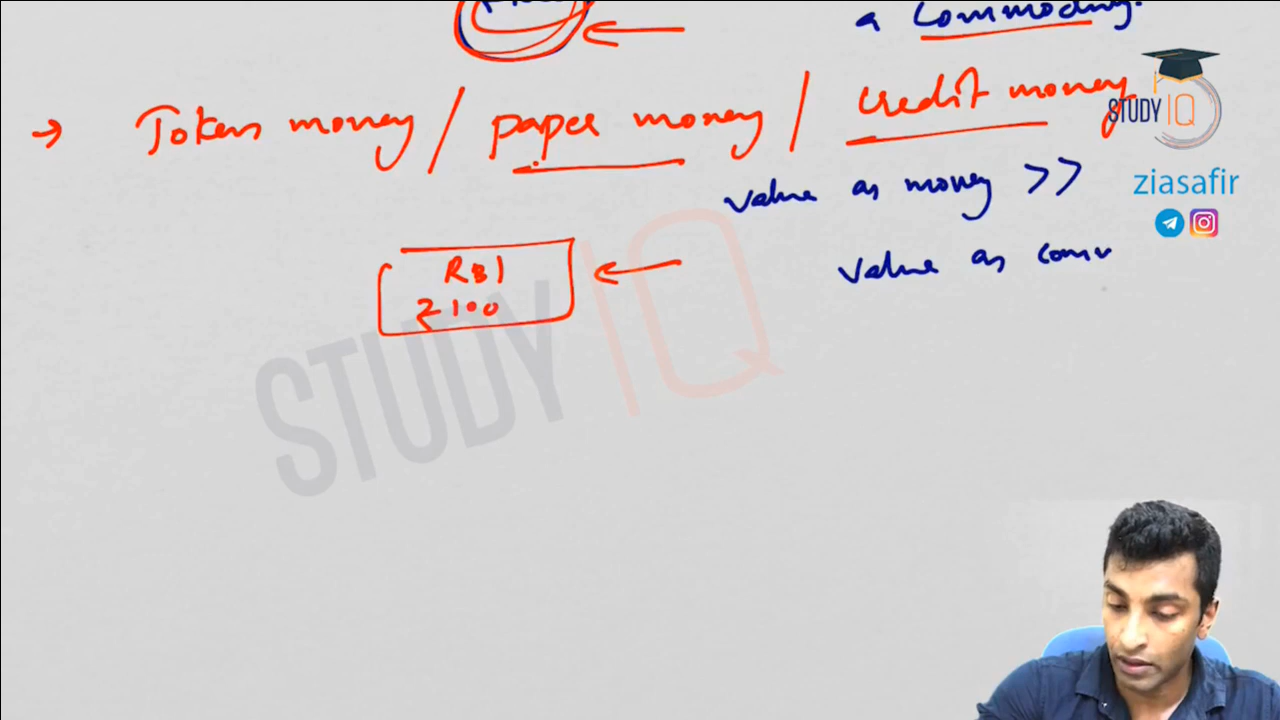 a commodity.
→ Token money / paper money / credit money
STUDY IQ
value as money >>
ziasafir
value as com
RBI
₹100
STUDY IQ